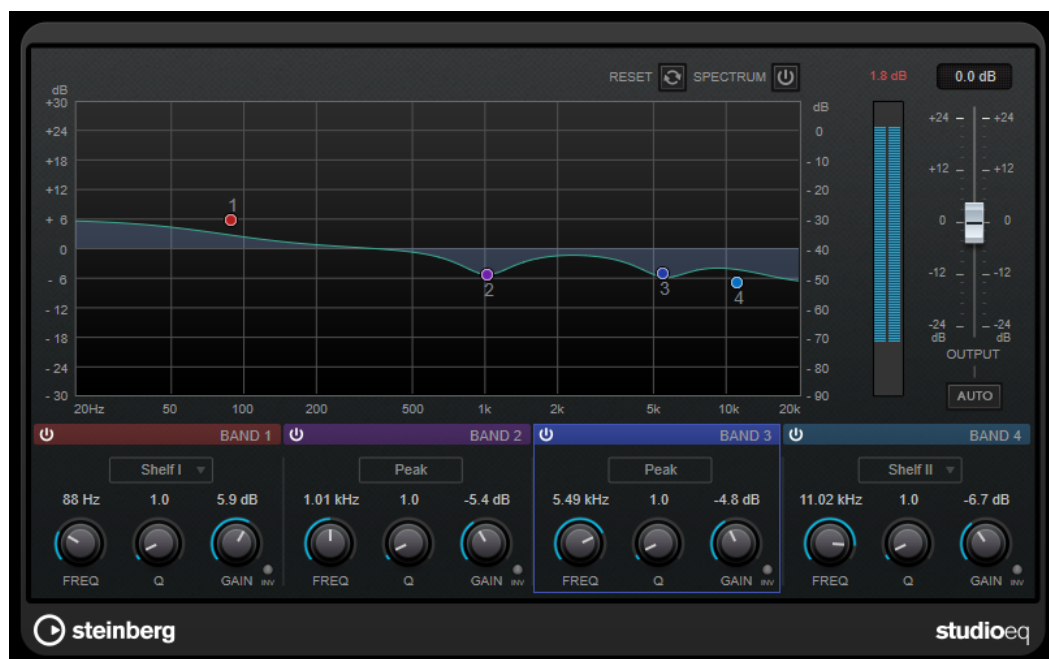 RESET SPECTRUM 1.8 dB 0.0 dB
dB
+30
+24
+18
+12
+ 6
0
- 6
- 12
- 18
- 24
- 30
1
2
3
4
dB
0
- 10
- 20
- 30
- 40
- 50
- 60
- 70
- 80
- 90
20Hz 50 100 200 500 1k 2k 5k 10k 20k
+24 +24
+12 +12
0 0
-12 -12
-24 -24
dB dB
OUTPUT
AUTO
BAND 1 BAND 2 BAND 3 BAND 4
Shelf I Peak Peak Shelf II
88 Hz 1.0 5.9 dB 1.01 kHz 1.0 -5.4 dB 5.49 kHz 1.0 -4.8 dB 11.02 kHz 1.0 -6.7 dB
FREQ Q GAIN INV FREQ Q GAIN INV FREQ Q GAIN INV FREQ Q GAIN INV
steinberg studioeq